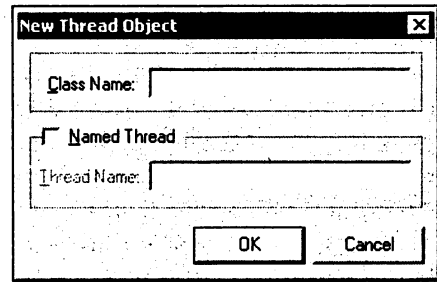 New Thread Object
Class Name:
Named Thread
Thread Name:
OK Cancel